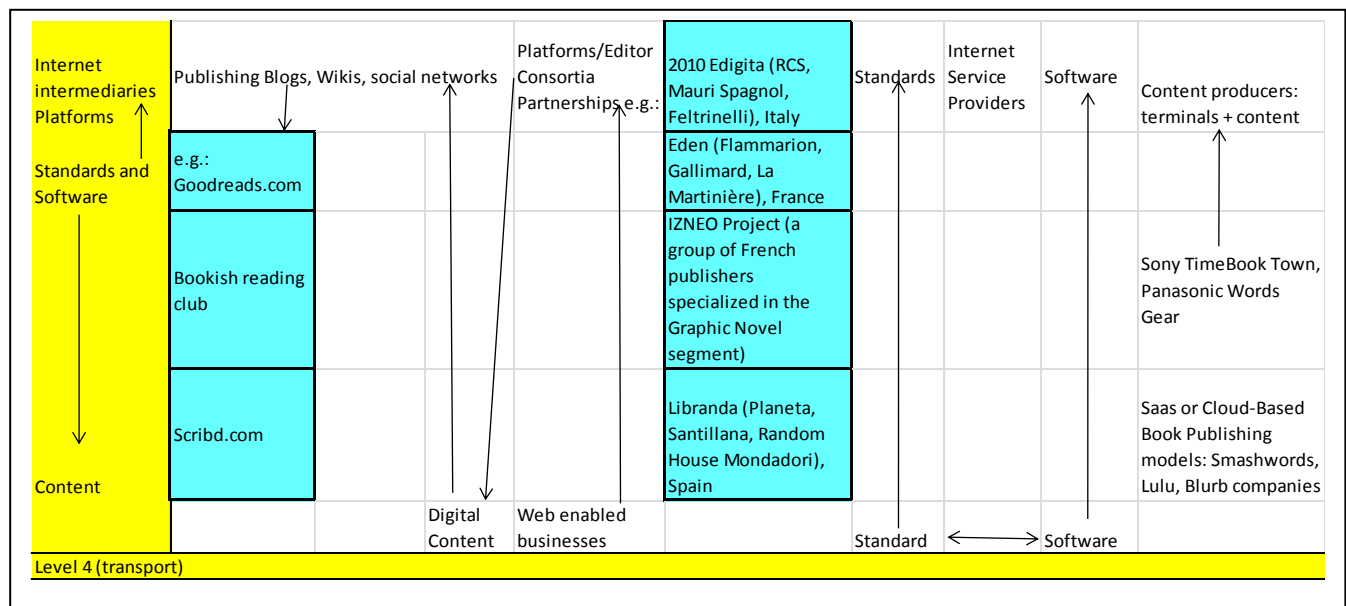 Internet
intermediaries
Platforms
Standards and
Software
Content
Publishing Blogs, Wikis, social networks
e.g.:
Goodreads.com
Bookish reading
club
Scribd.com
Digital
Content
Platforms/Editor
Consortia
Partnerships e.g.:
Web enabled
businesses
2010 Edigita (RCS,
Mauri Spagnol,
Feltrinelli), Italy
Eden (Flammarion,
Gallimard, La
Martinière), France
IZNEO Project (a
group of French
publishers
specialized in the
Graphic Novel
segment)
Libranda (Planeta,
Santillana, Random
House Mondadori),
Spain
Standards
Standard
Internet
Service
Providers
Software
Software
Content producers:
terminals + content
Sony TimeBook Town,
Panasonic Words
Gear
Saas or Cloud-Based
Book Publishing
models: Smashwords,
Lulu, Blurb companies
Level 4 (transport)